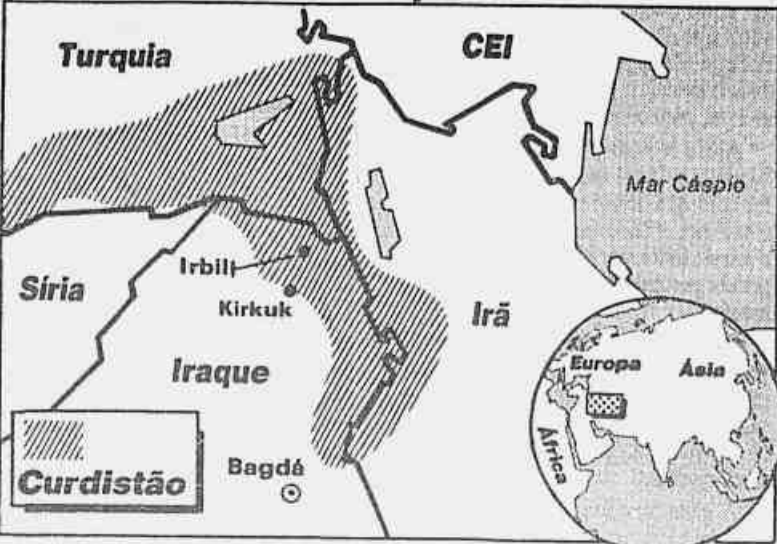 Turquia
CEI
Mar Cáspio
Irbil
Síria
Kirkuk
Irã
Iraque
Europa
Ásia
África
Bagdá
Curdistão